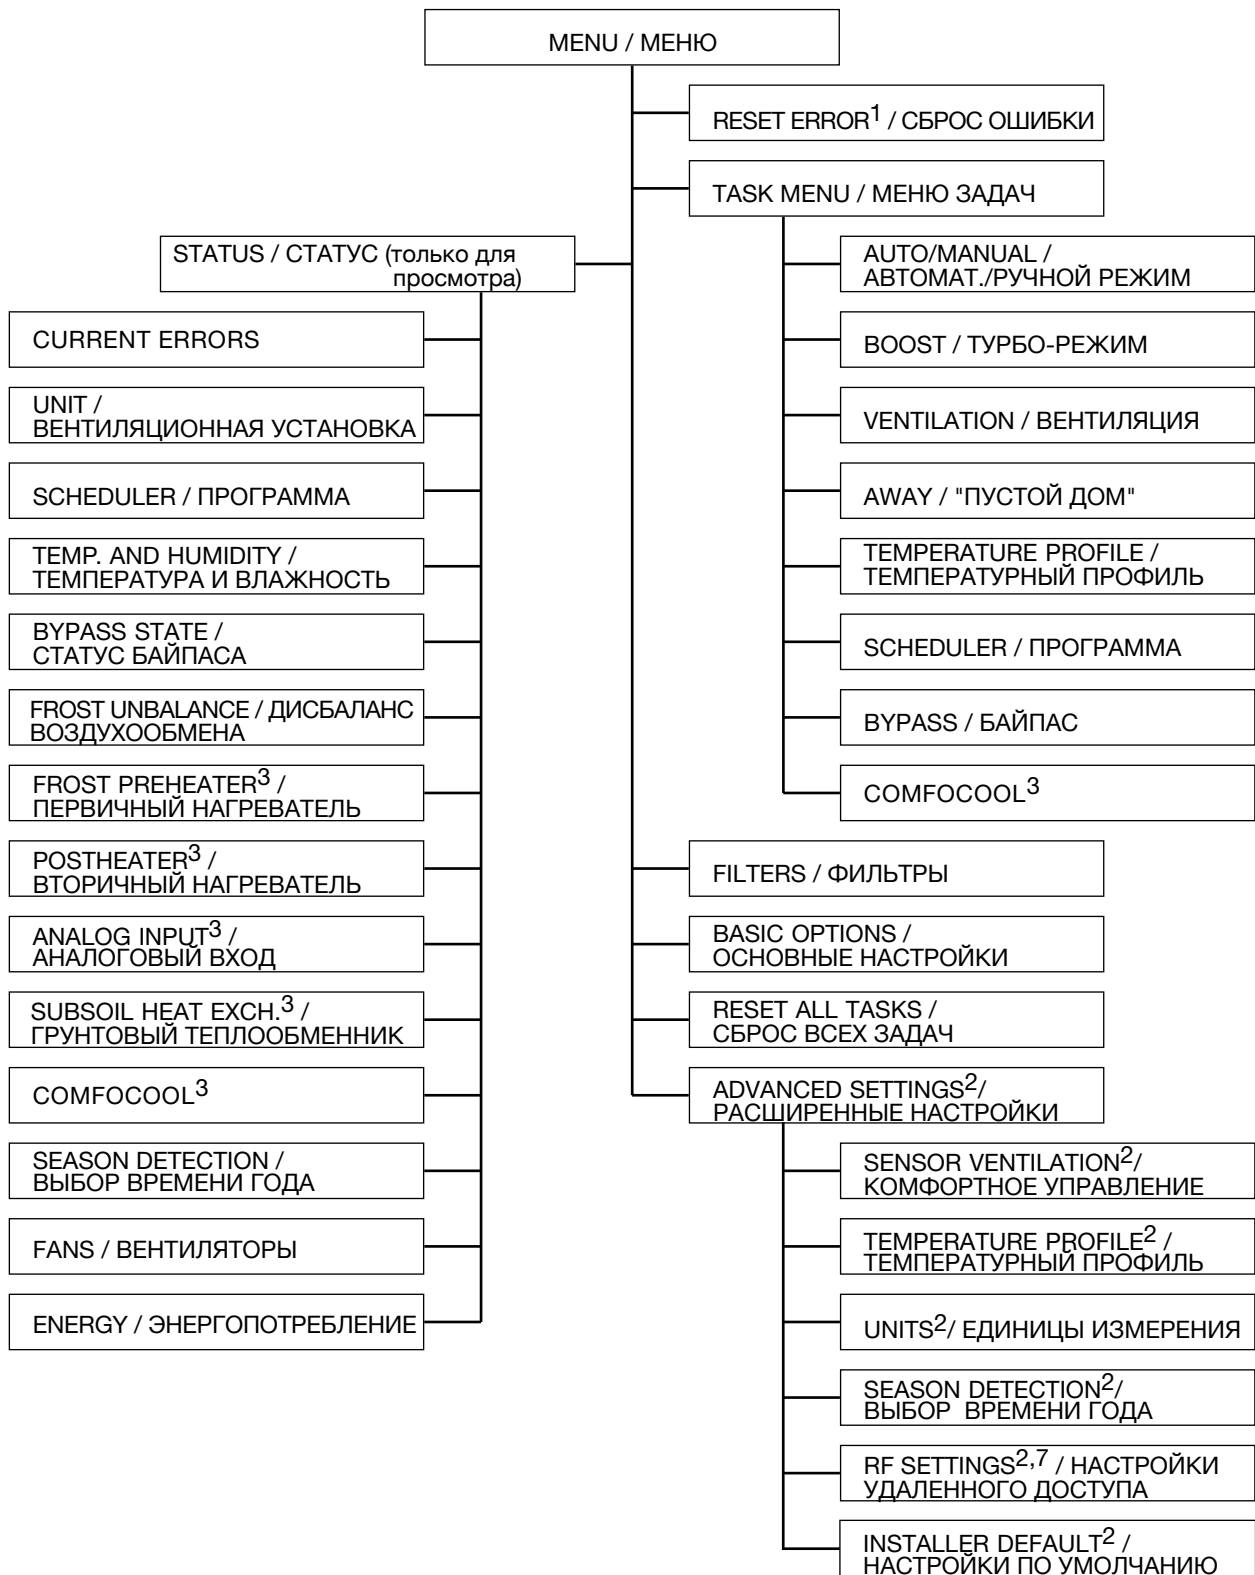 MENU / МЕНЮ
RESET ERROR¹ / СБРОС ОШИБКИ
TASK MENU / МЕНЮ ЗАДАЧ
AUTO/MANUAL /
АВТОМАТ./РУЧНОЙ РЕЖИМ
BOOST / ТУРБО-РЕЖИМ
VENTILATION / ВЕНТИЛЯЦИЯ
AWAY / "ПУСТОЙ ДОМ"
TEMPERATURE PROFILE /
ТЕМПЕРАТУРНЫЙ ПРОФИЛЬ
SCHEDULER / ПРОГРАММА
BYPASS / БАЙПАС
COMFOCOOL³
STATUS / СТАТУС (только для
просмотра)
CURRENT ERRORS
UNIT /
ВЕНТИЛЯЦИОННАЯ УСТАНОВКА
SCHEDULER / ПРОГРАММА
TEMP. AND HUMIDITY /
ТЕМПЕРАТУРА И ВЛАЖНОСТЬ
BYPASS STATE /
СТАТУС БАЙПАСА
FROST UNBALANCE / ДИСБАЛАНС
ВОЗДУХООБМЕНА
FROST PREHEATER³ /
ПЕРВИЧНЫЙ НАГРЕВАТЕЛЬ
POSTHEATER³ /
ВТОРИЧНЫЙ НАГРЕВАТЕЛЬ
ANALOG INPUT³ /
АНАЛОГОВЫЙ ВХОД
SUBSOIL HEAT EXCH.³ /
ГРУНТОВЫЙ ТЕПЛООБМЕННИК
COMFOCOOL³
SEASON DETECTION /
ВЫБОР ВРЕМЕНИ ГОДА
FANS / ВЕНТИЛЯТОРЫ
ENERGY / ЭНЕРГОПОТРЕБЛЕНИЕ
FILTERS / ФИЛЬТРЫ
BASIC OPTIONS /
ОСНОВНЫЕ НАСТРОЙКИ
RESET ALL TASKS /
СБРОС ВСЕХ ЗАДАЧ
ADVANCED SETTINGS²/
РАСШИРЕННЫЕ НАСТРОЙКИ
SENSOR VENTILATION²/
КОМФОРТНОЕ УПРАВЛЕНИЕ
TEMPERATURE PROFILE² /
ТЕМПЕРАТУРНЫЙ ПРОФИЛЬ
UNITS²/ ЕДИНИЦЫ ИЗМЕРЕНИЯ
SEASON DETECTION²/
ВЫБОР ВРЕМЕНИ ГОДА
RF SETTINGS²,⁷ / НАСТРОЙКИ
УДАЛЕННОГО ДОСТУПА
INSTALLER DEFAULT² /
НАСТРОЙКИ ПО УМОЛЧАНИЮ